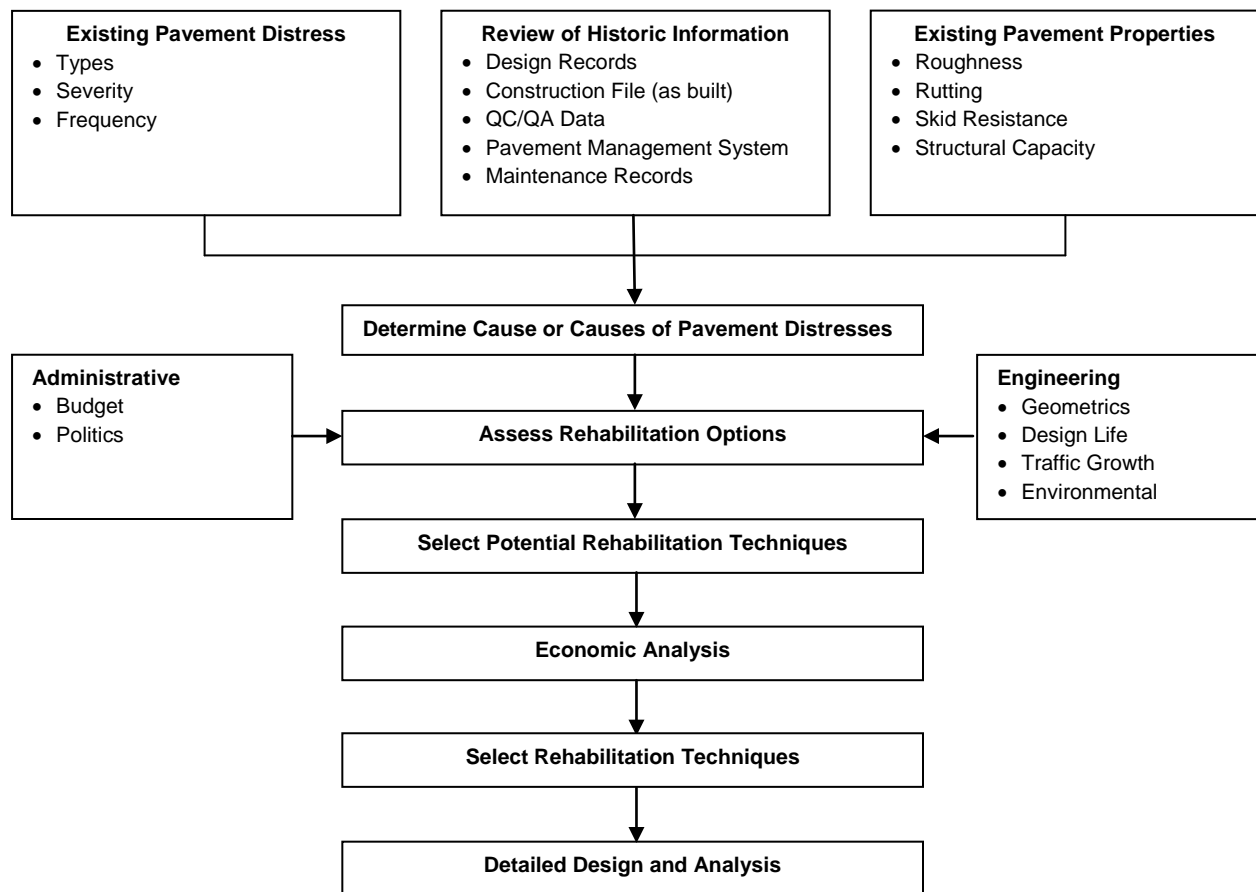 Existing Pavement Distress
• Types
• Severity
• Frequency
Review of Historic Information
• Design Records
• Construction File (as built)
• QC/QA Data
• Pavement Management System
• Maintenance Records
Existing Pavement Properties
• Roughness
• Rutting
• Skid Resistance
• Structural Capacity
Determine Cause or Causes of Pavement Distresses
Administrative
• Budget
• Politics
Assess Rehabilitation Options
Engineering
• Geometrics
• Design Life
• Traffic Growth
• Environmental
Select Potential Rehabilitation Techniques
Economic Analysis
Select Rehabilitation Techniques
Detailed Design and Analysis